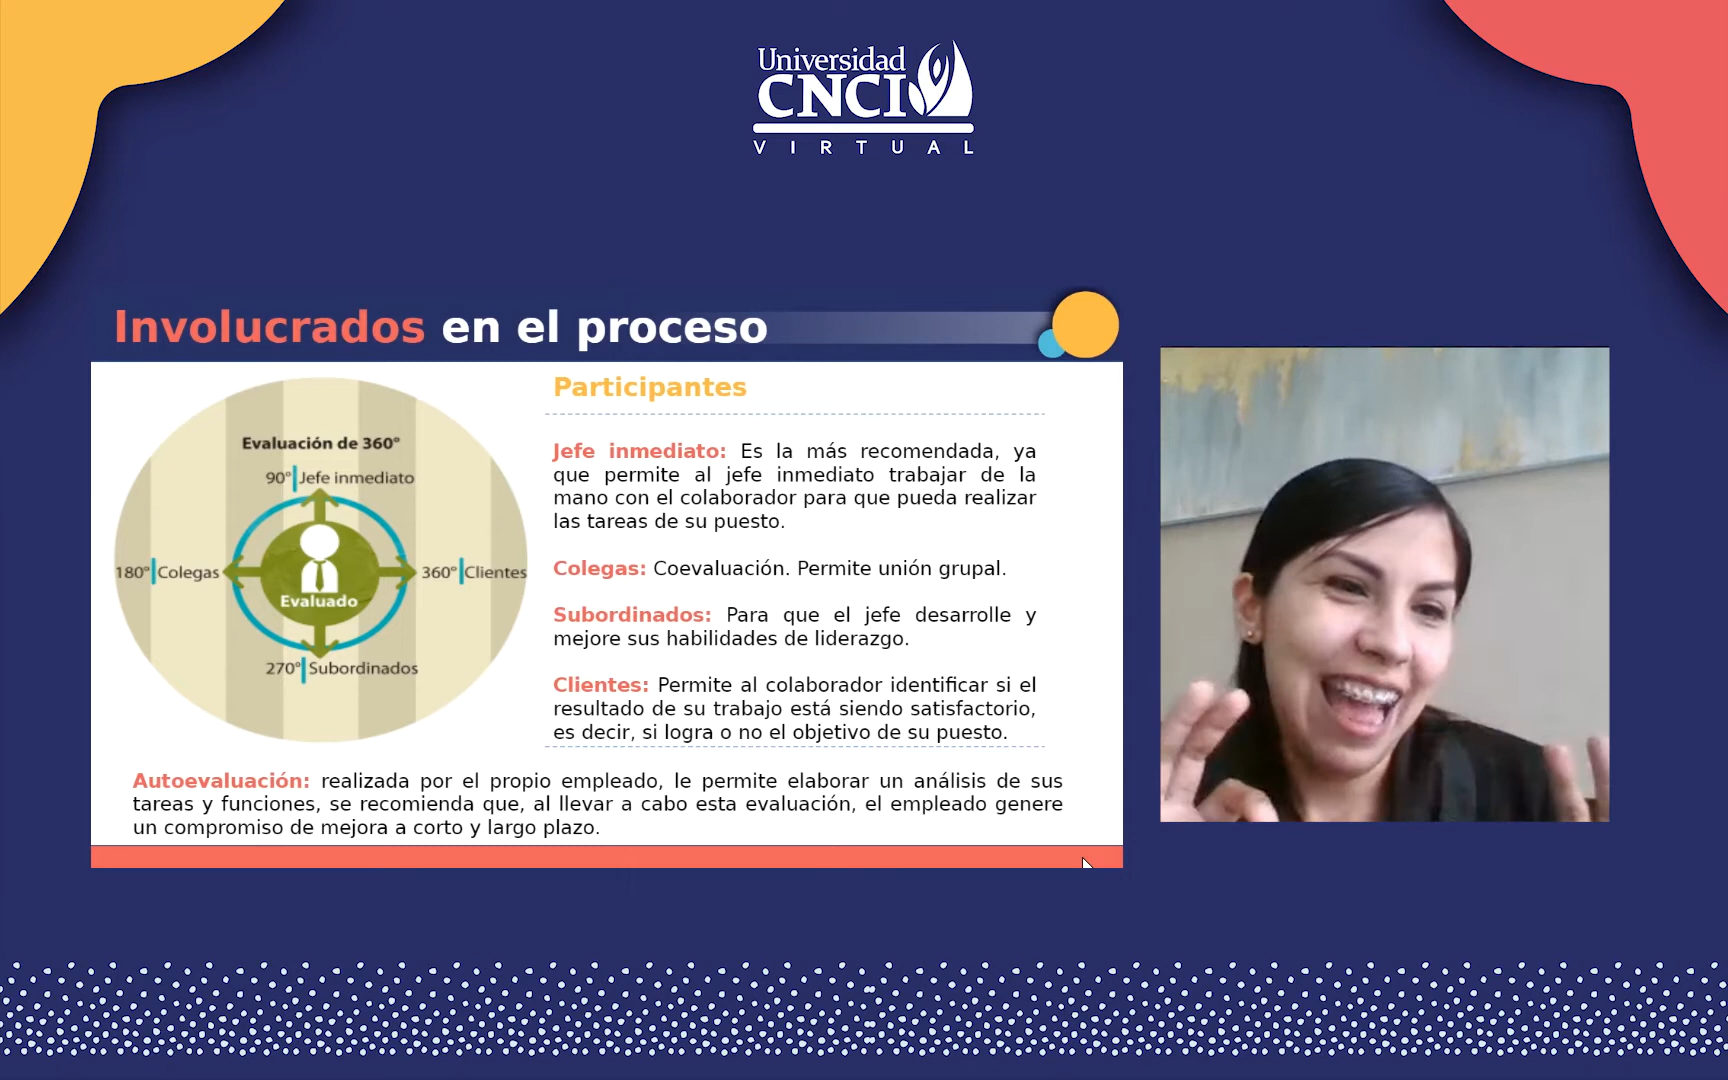 Universidad
CNCI
VIRTUAL
Involucrados en el proceso
Evaluación de 360°
90° Jefe inmediato
180° Colegas
360° Clientes
Evaluado
270° Subordinados
Participantes
Jefe inmediato: Es la más recomendada, ya
que permite al jefe inmediato trabajar de la
mano con el colaborador para que pueda realizar
las tareas de su puesto.
Colegas: Coevaluación. Permite unión grupal.
Subordinados: Para que el jefe desarrolle y
mejore sus habilidades de liderazgo.
Clientes: Permite al colaborador identificar si el
resultado de su trabajo está siendo satisfactorio,
es decir, si logra o no el objetivo de su puesto.
Autoevaluación: realizada por el propio empleado, le permite elaborar un análisis de sus
tareas y funciones, se recomienda que, al llevar a cabo esta evaluación, el empleado genere
un compromiso de mejora a corto y largo plazo.